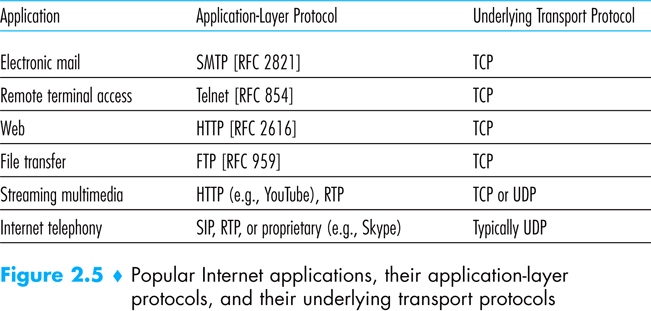 Application Application-Layer Protocol Underlying Transport Protocol
Electronic mail SMTP [RFC 2821] TCP
Remote terminal access Telnet [RFC 854] TCP
Web HTTP [RFC 2616] TCP
File transfer FTP [RFC 959] TCP
Streaming multimedia HTTP (e.g., YouTube), RTP TCP or UDP
Internet telephony SIP, RTP, or proprietary (e.g., Skype) Typically UDP
Figure 2.5 ♦ Popular Internet applications, their application-layer
protocols, and their underlying transport protocols